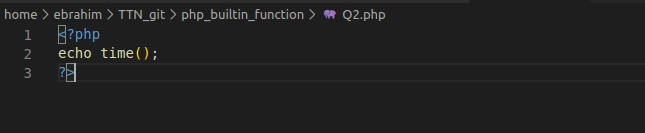 home > ebrahim > TTN_git > php_builtin_function > Q2.php
1 <?php
2 echo time();
3 ?>